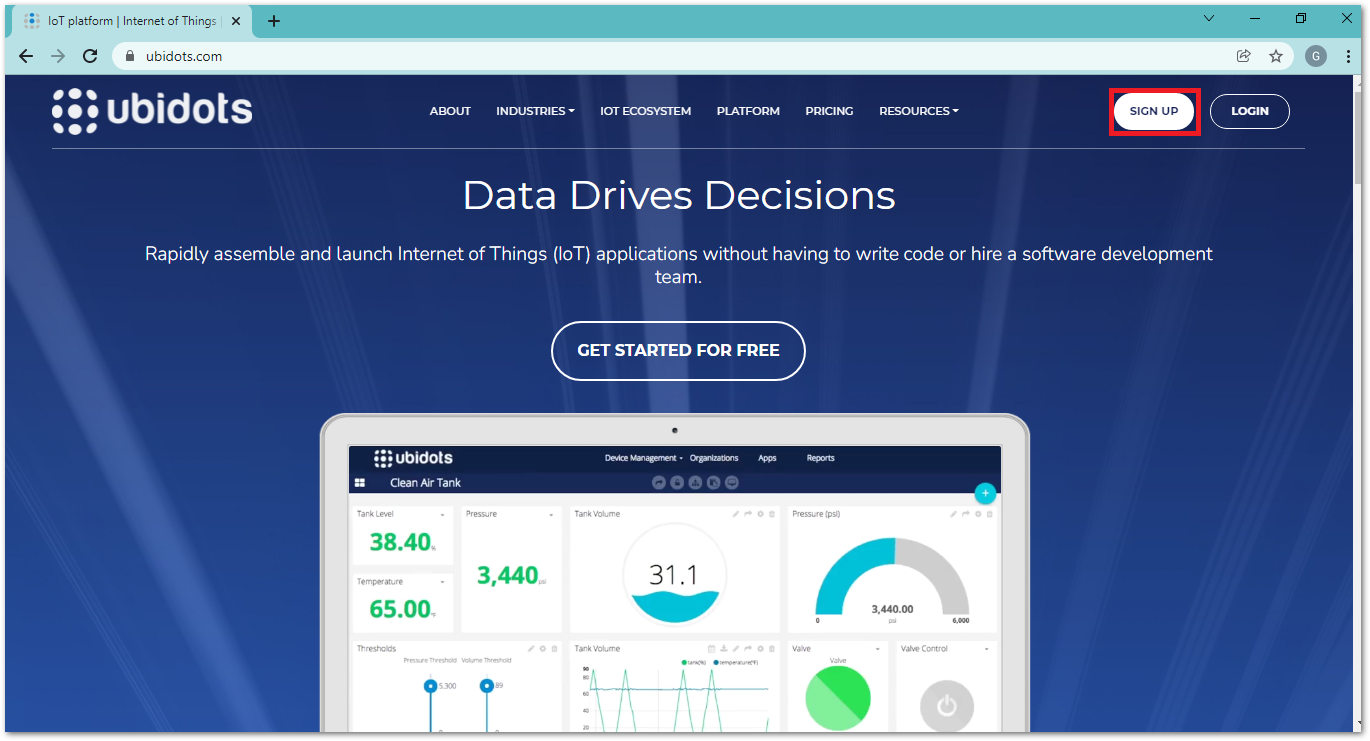 IoT platform | Internet of Things |
ubidots.com
G
ubidots
ABOUT INDUSTRIES IOT ECOSYSTEM PLATFORM PRICING RESOURCES SIGN UP LOGIN
Data Drives Decisions
Rapidly assemble and launch Internet of Things (IoT) applications without having to write code or hire a software development
team.
GET STARTED FOR FREE
ubidots Device Management Organizations Apps Reports
Clean Air Tank
Tank Level Pressure Tank Volume Pressure (psi)
38.40%
3,440 psi
31.1
Temperature
65.00°F
3,440.00
psi
0 6,000
Thresholds Tank Volume Valve Valve Control
Pressure Threshold Volume Threshold
tank(%) temperature(°F)
Valve
5,300 89
90
80
60
40
20
0 0